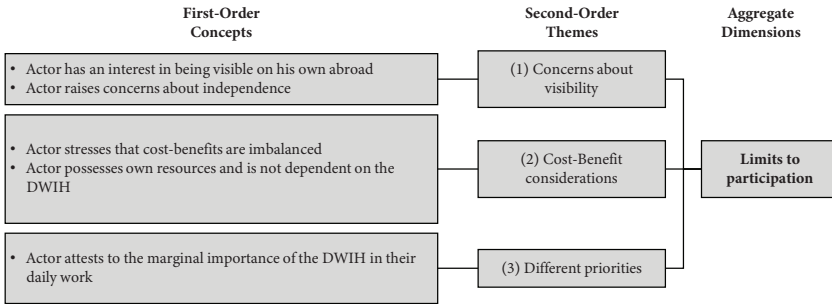 First-Order
Concepts
Second-Order
Themes
Aggregate
Dimensions
• Actor has an interest in being visible on his own abroad
• Actor raises concerns about independence
(1) Concerns about
visibility
• Actor stresses that cost-benefits are imbalanced
• Actor possesses own resources and is not dependent on the
DWIH
(2) Cost-Benefit
considerations
Limits to
participation
• Actor attests to the marginal importance of the DWIH in their
daily work
(3) Different priorities